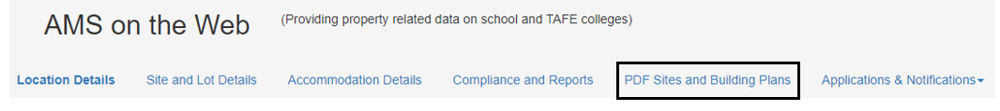 AMS on the Web (Providing property related data on school and TAFE colleges)
Location Details Site and Lot Details Accommodation Details Compliance and Reports PDF Sites and Building Plans Applications & Notifications